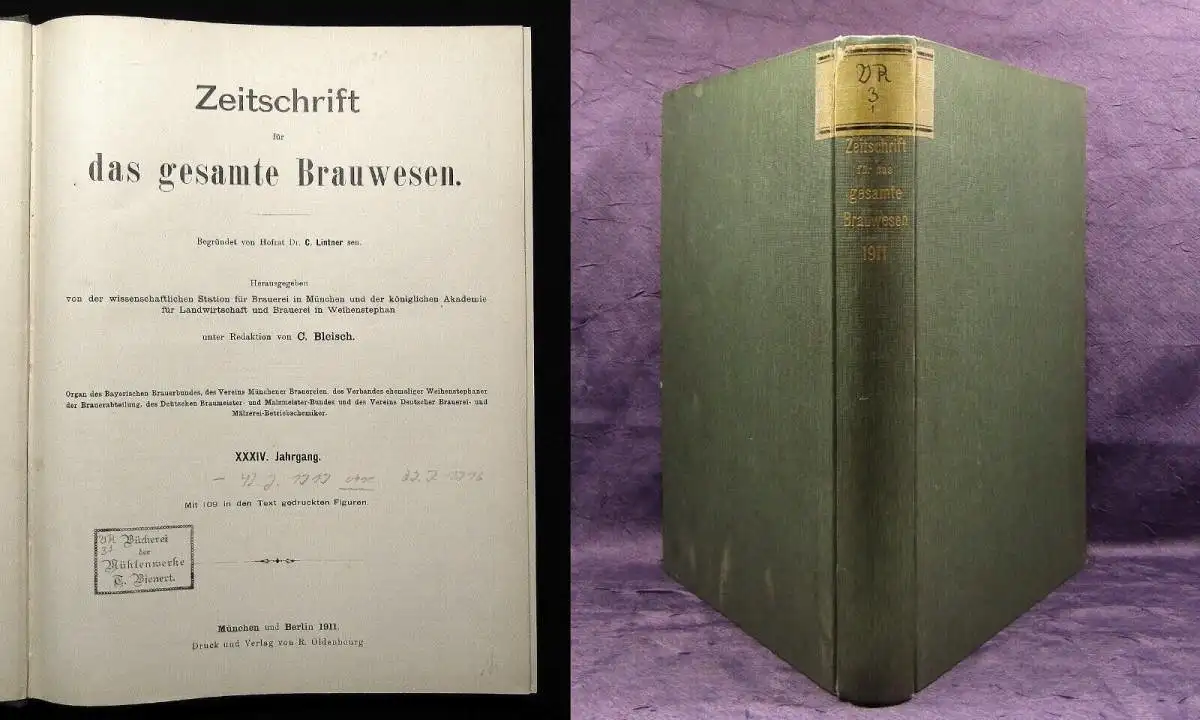 Zeitschrift
für
das gesamte Brauwesen.
Begründet von Hofrat Dr. C. Lintner sen.
Herausgegeben
von der wissenschaftlichen Station für Brauerei in München und der königlichen Akademie
für Landwirtschaft und Brauerei in Weihenstephan
unter Redaktion von C. Bleisch.
Organ des Bayerischen Brauerbundes, des Vereins Münchener Brauereien, des Verbandes ehemaliger Weihenstephaner
der Brauerabteilung, des Deutschen Braumeister- und Malzmeister-Bundes und des Vereins Deutscher Brauerei- und
Mälzerei-Betriebschemiker.
XXXIV. Jahrgang.
Mit 109 in den Text gedruckten Figuren.
VA Bücherei
3¹ der
Mühlenwerke
T. Bienert.
München und Berlin 1911.
Druck und Verlag von R. Oldenbourg
VA
3
1
Zeitschrift
für das
gesamte
Brauwesen
1911